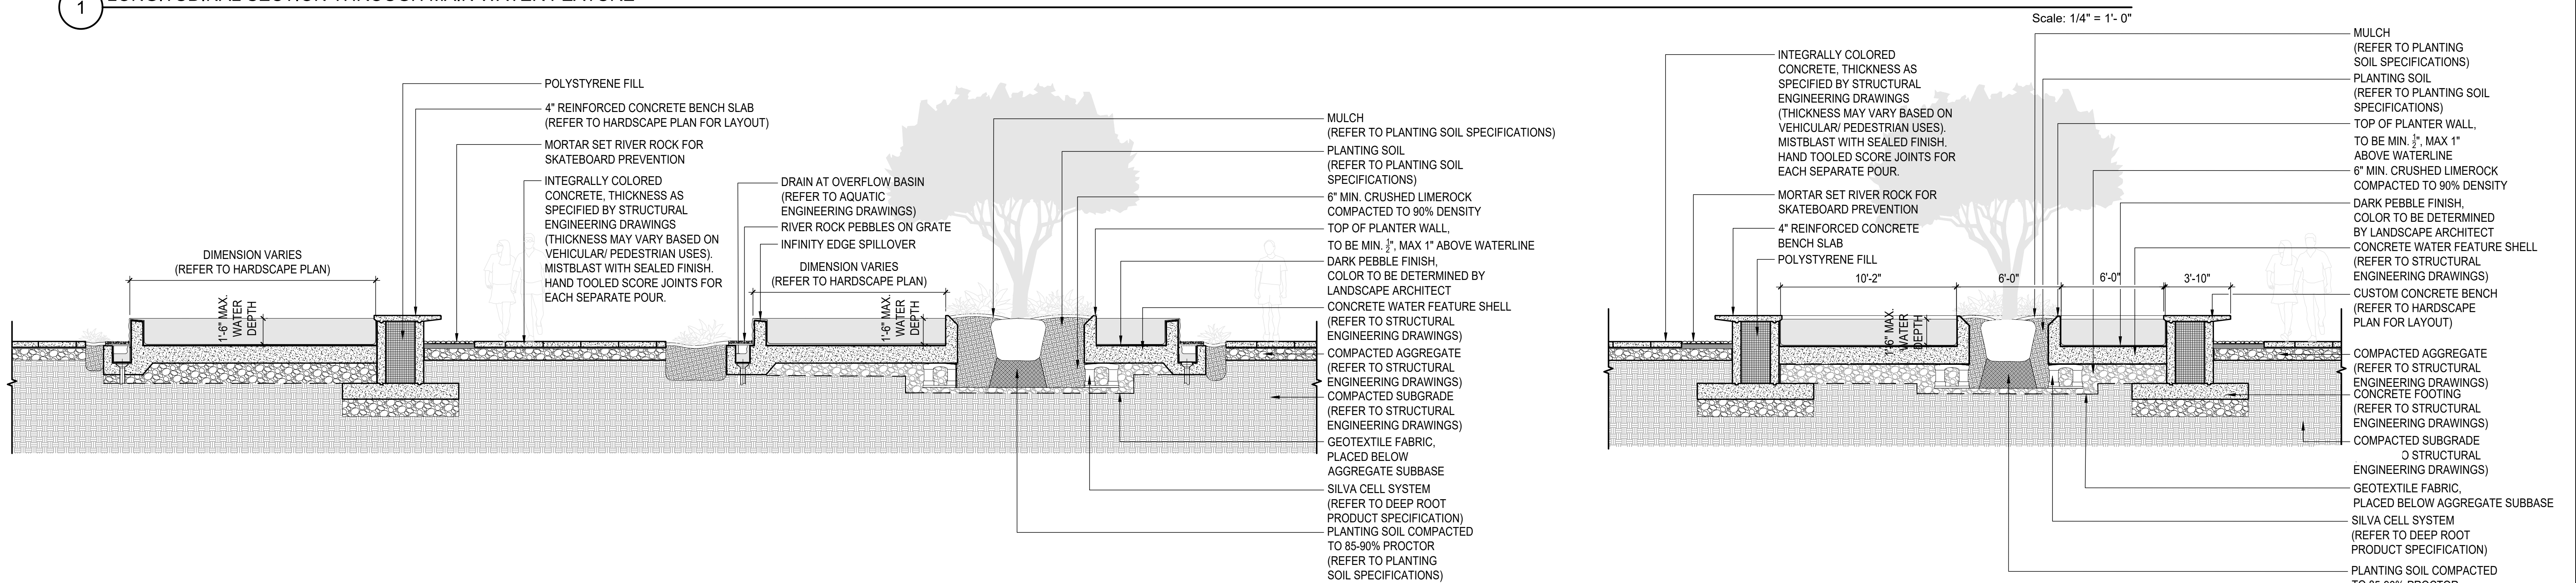 1
LONGITUDINAL SECTION THROUGH MAIN WATER FEATURE
Scale: 1/4" = 1'- 0"
POLYSTYRENE FILL
4" REINFORCED CONCRETE BENCH SLAB
(REFER TO HARDSCAPE PLAN FOR LAYOUT)
MORTAR SET RIVER ROCK FOR
SKATEBOARD PREVENTION
INTEGRALLY COLORED
CONCRETE, THICKNESS AS
SPECIFIED BY STRUCTURAL
ENGINEERING DRAWINGS
(THICKNESS MAY VARY BASED ON
VEHICULAR/ PEDESTRIAN USES).
MISTBLAST WITH SEALED FINISH.
HAND TOOLED SCORE JOINTS FOR
EACH SEPARATE POUR.
DIMENSION VARIES
(REFER TO HARDSCAPE PLAN)
1'-6" MAX.
WATER
DEPTH
DRAIN AT OVERFLOW BASIN
(REFER TO AQUATIC
ENGINEERING DRAWINGS)
RIVER ROCK PEBBLES ON GRATE
INFINITY EDGE SPILLOVER
DIMENSION VARIES
(REFER TO HARDSCAPE PLAN)
1'-6" MAX.
WATER
DEPTH
MULCH
(REFER TO PLANTING SOIL SPECIFICATIONS)
PLANTING SOIL
(REFER TO PLANTING SOIL
SPECIFICATIONS)
6" MIN. CRUSHED LIMEROCK
COMPACTED TO 90% DENSITY
TOP OF PLANTER WALL,
TO BE MIN. ½", MAX 1" ABOVE WATERLINE
DARK PEBBLE FINISH,
COLOR TO BE DETERMINED BY
LANDSCAPE ARCHITECT
CONCRETE WATER FEATURE SHELL
(REFER TO STRUCTURAL
ENGINEERING DRAWINGS)
COMPACTED AGGREGATE
(REFER TO STRUCTURAL
ENGINEERING DRAWINGS)
COMPACTED SUBGRADE
(REFER TO STRUCTURAL
ENGINEERING DRAWINGS)
GEOTEXTILE FABRIC,
PLACED BELOW
AGGREGATE SUBBASE
SILVA CELL SYSTEM
(REFER TO DEEP ROOT
PRODUCT SPECIFICATION)
PLANTING SOIL COMPACTED
TO 85-90% PROCTOR
(REFER TO PLANTING
SOIL SPECIFICATIONS)
INTEGRALLY COLORED
CONCRETE, THICKNESS AS
SPECIFIED BY STRUCTURAL
ENGINEERING DRAWINGS
(THICKNESS MAY VARY BASED ON
VEHICULAR/ PEDESTRIAN USES).
MISTBLAST WITH SEALED FINISH.
HAND TOOLED SCORE JOINTS FOR
EACH SEPARATE POUR.
MORTAR SET RIVER ROCK FOR
SKATEBOARD PREVENTION
4" REINFORCED CONCRETE
BENCH SLAB
POLYSTYRENE FILL
10'-2"
6'-0"
6'-0"
3'-10"
1'-6" MAX.
WATER
DEPTH
MULCH
(REFER TO PLANTING
SOIL SPECIFICATIONS)
PLANTING SOIL
(REFER TO PLANTING SOIL
SPECIFICATIONS)
TOP OF PLANTER WALL,
TO BE MIN. ½", MAX 1"
ABOVE WATERLINE
6" MIN. CRUSHED LIMEROCK
COMPACTED TO 90% DENSITY
DARK PEBBLE FINISH,
COLOR TO BE DETERMINED
BY LANDSCAPE ARCHITECT
CONCRETE WATER FEATURE SHELL
(REFER TO STRUCTURAL
ENGINEERING DRAWINGS)
CUSTOM CONCRETE BENCH
(REFER TO HARDSCAPE
PLAN FOR LAYOUT)
COMPACTED AGGREGATE
(REFER TO STRUCTURAL
ENGINEERING DRAWINGS)
CONCRETE FOOTING
(REFER TO STRUCTURAL
ENGINEERING DRAWINGS)
COMPACTED SUBGRADE
STRUCTURAL
ENGINEERING DRAWINGS)
GEOTEXTILE FABRIC,
PLACED BELOW AGGREGATE SUBBASE
SILVA CELL SYSTEM
(REFER TO DEEP ROOT
PRODUCT SPECIFICATION)
PLANTING SOIL COMPACTED
TO 85-90% PROCTOR